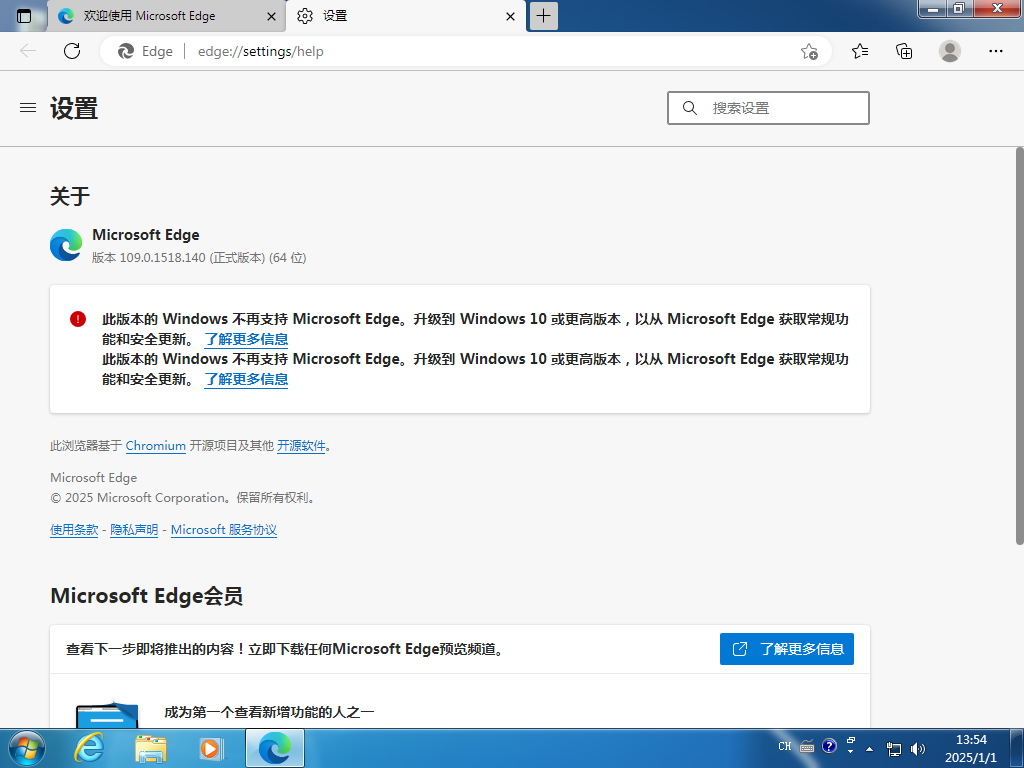 欢迎使用 Microsoft Edge
设置
Edge
edge://settings/help
设置
搜索设置
关于
Microsoft Edge
版本 109.0.1518.140 (正式版本) (64 位)
此版本的 Windows 不再支持 Microsoft Edge。升级到 Windows 10 或更高版本，以从 Microsoft Edge 获取常规功
能和安全更新。 了解更多信息
此版本的 Windows 不再支持 Microsoft Edge。升级到 Windows 10 或更高版本，以从 Microsoft Edge 获取常规功
能和安全更新。 了解更多信息
此浏览器基于 Chromium 开源项目及其他 开源软件。
Microsoft Edge
© 2025 Microsoft Corporation。保留所有权利。
使用条款 - 隐私声明 - Microsoft 服务协议
Microsoft Edge会员
查看下一步即将推出的内容！立即下载任何Microsoft Edge预览频道。
了解更多信息
成为第一个查看新增功能的人之一
CH
13:54
2025/1/1